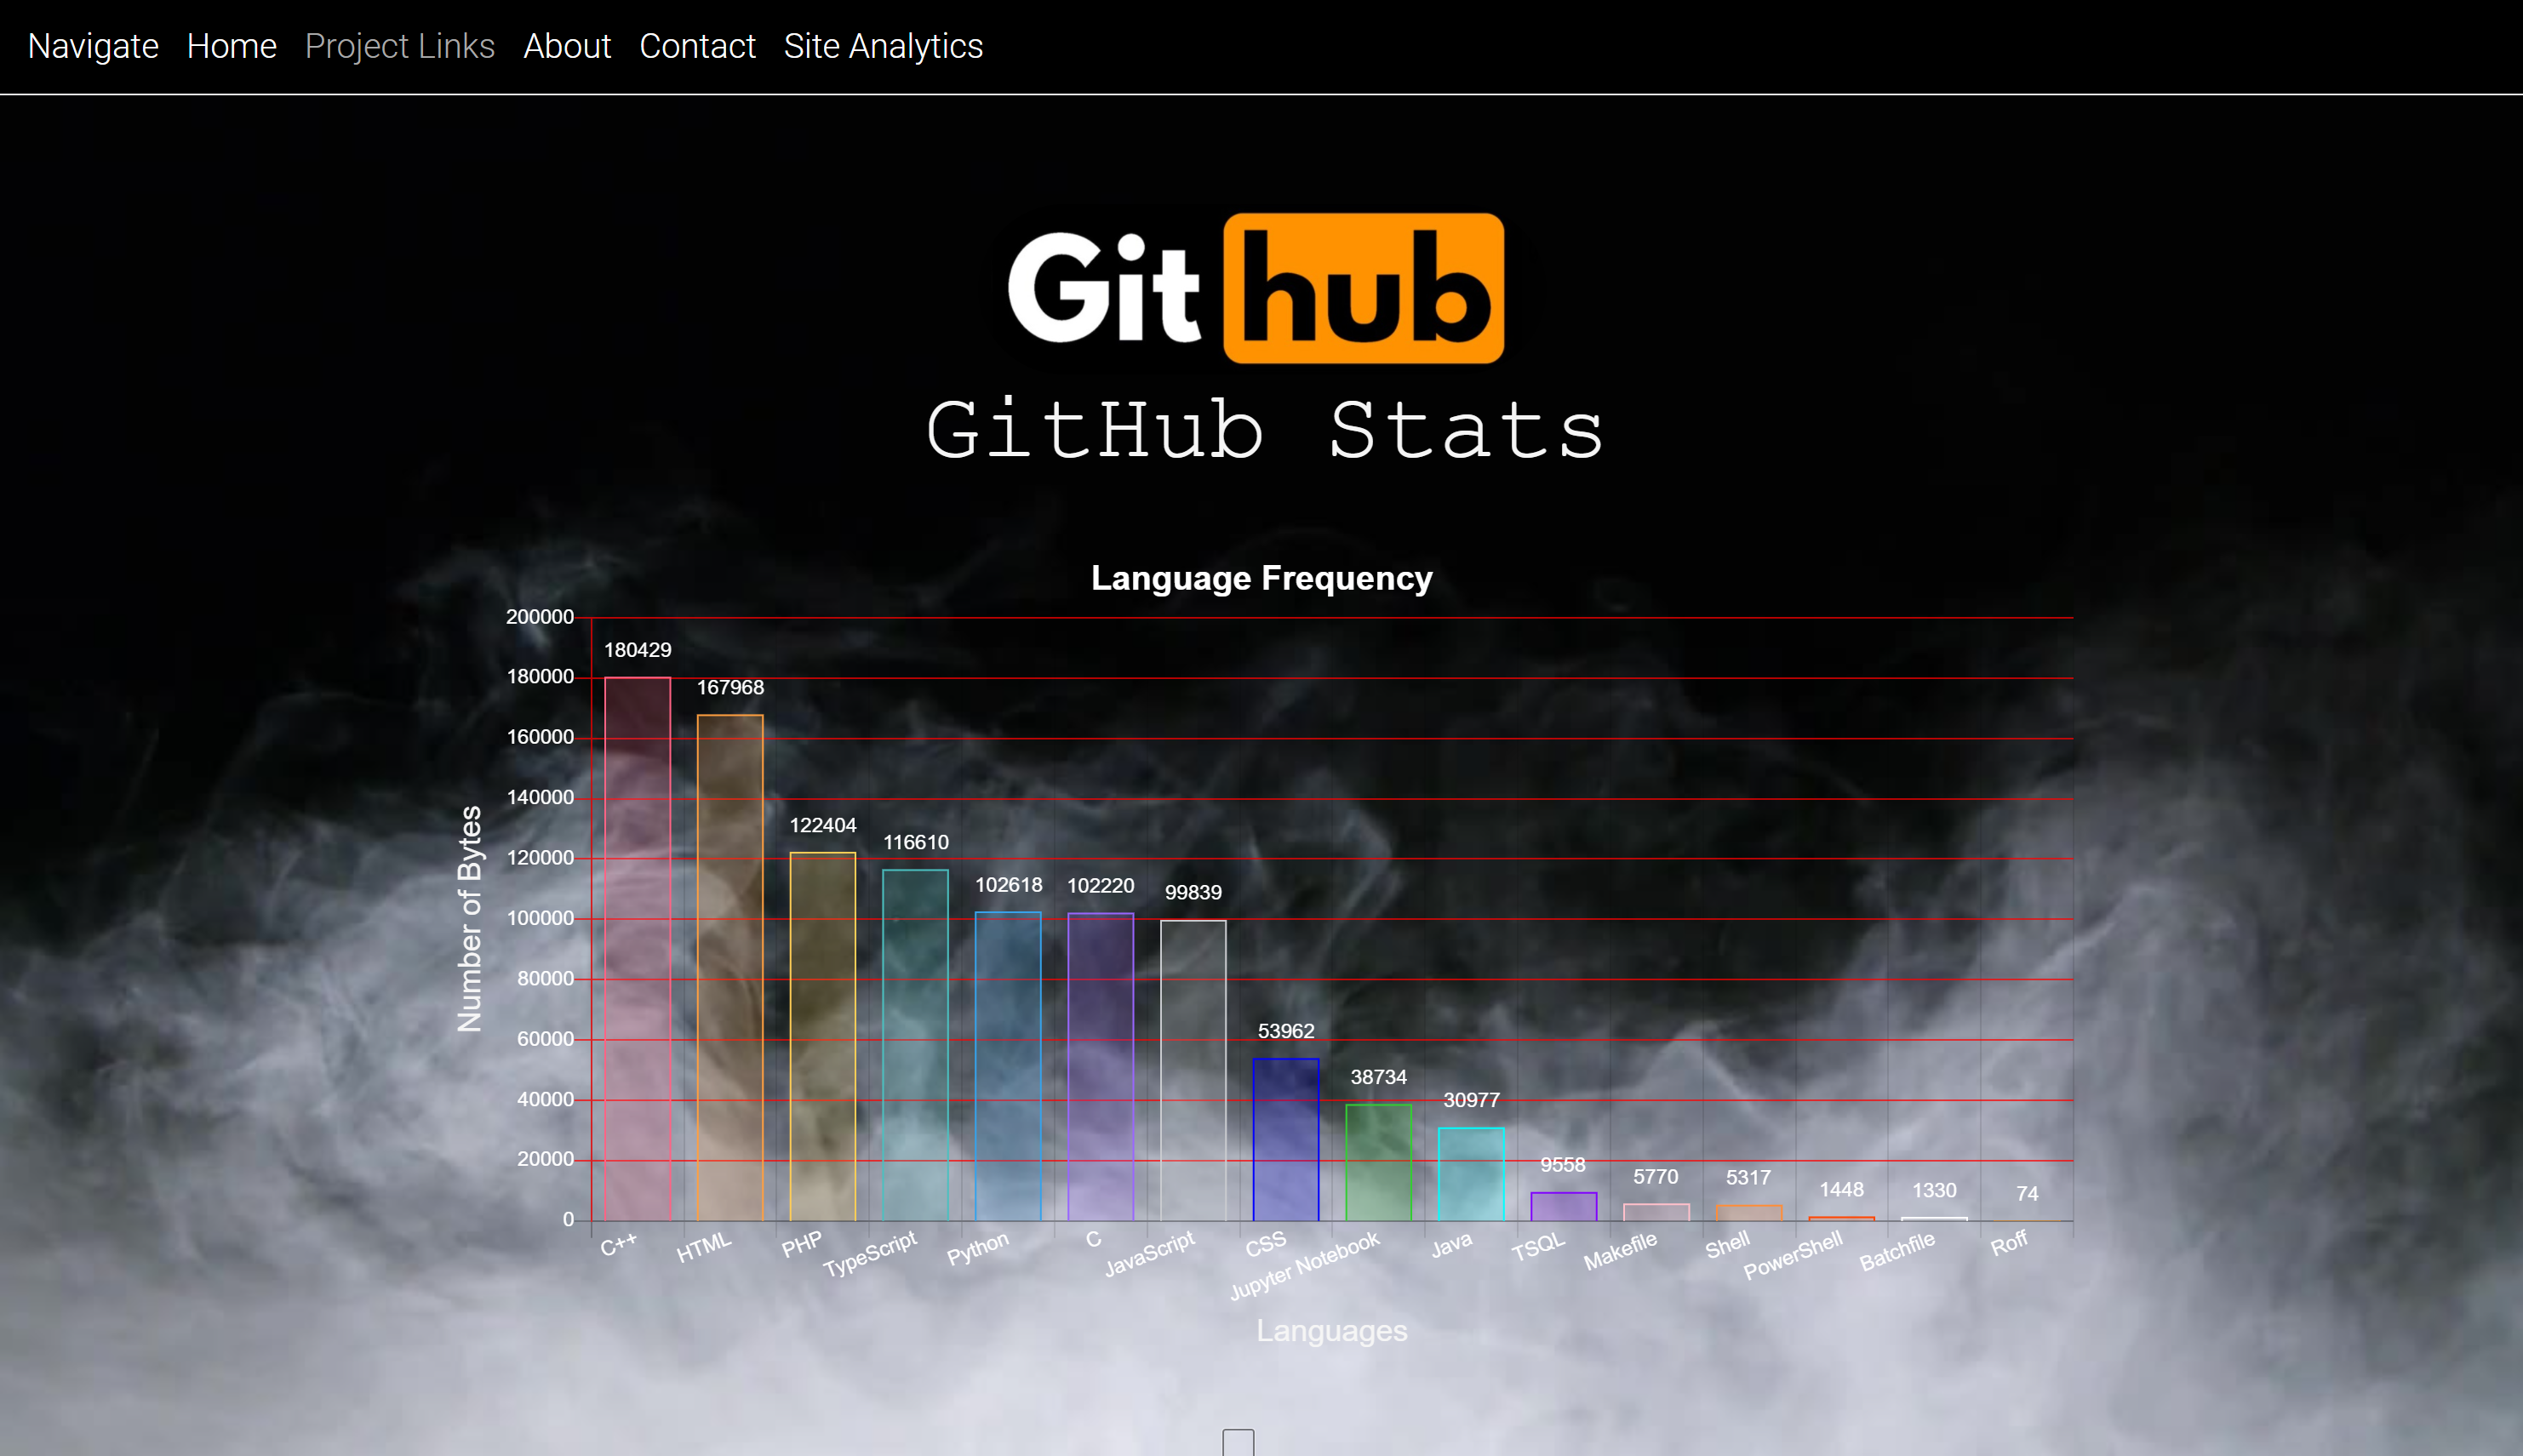 Navigate Home Project Links About Contact Site Analytics
Git hub
GitHub Stats
Language Frequency
Number of Bytes
200000
180000
160000
140000
120000
100000
80000
60000
40000
20000
0
180429
167968
122404
116610
102618
102220
99839
53962
38734
30977
9558
5770
5317
1448
1330
74
C++
HTML
PHP
TypeScript
Python
C
JavaScript
CSS
Jupyter Notebook
Java
TSQL
Makefile
Shell
PowerShell
Batchfile
Roff
Languages